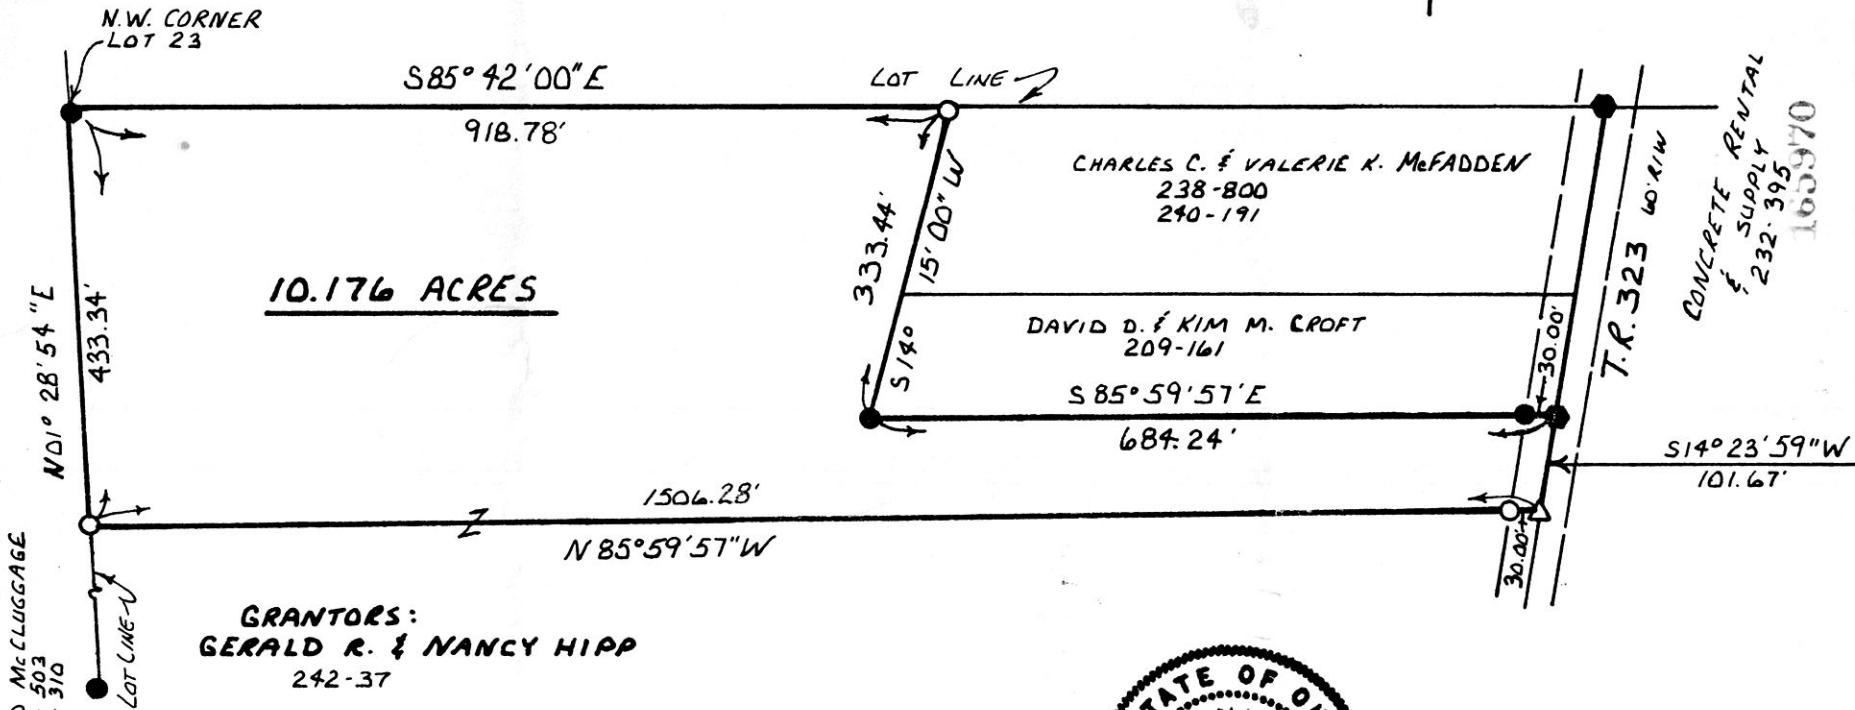 N.W. CORNER
LOT 23
S85° 42' 00" E
918.78'
LOT LINE
CHARLES C. & VALERIE K. McFADDEN
238-800
240-191
333.44'
S 14° 15' 00" W
10.176 ACRES
N01° 28' 54" E
433.34'
DAVID D. & KIM M. CROFT
209-161
S 85° 59' 57' E
684.24'
30.00'
T.R. 323 60' R/W
CONCRETE RENTAL
& SUPPLY
232-395
165970
S14° 23' 59" W
101.67'
1506.28'
N 85° 59' 57" W
30.00'
GRANTORS:
GERALD R. & NANCY HIPP
242-37
LOT LINE
McCLUGGAGE
503
310
STATE OF